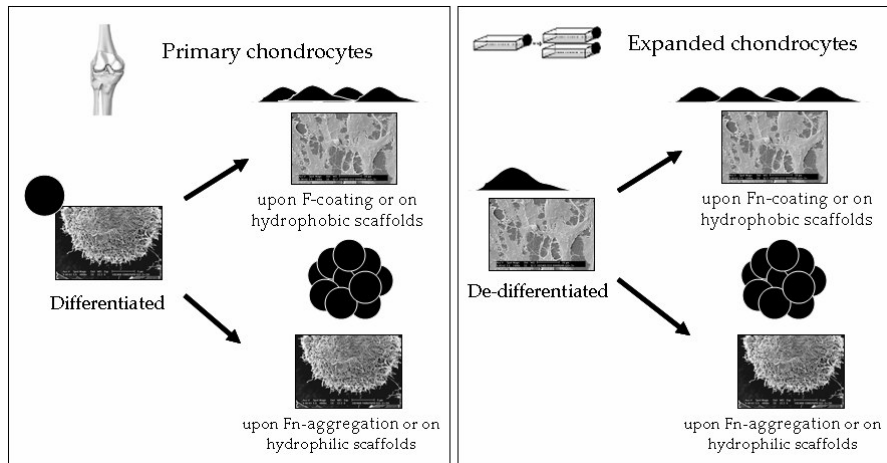 Primary chondrocytes
upon F-coating or on
hydrophobic scaffolds
Differentiated
upon Fn-aggregation or on
hydrophilic scaffolds
Expanded chondrocytes
upon Fn-coating or on
hydrophobic scaffolds
De-differentiated
upon Fn-aggregation or on
hydrophilic scaffolds